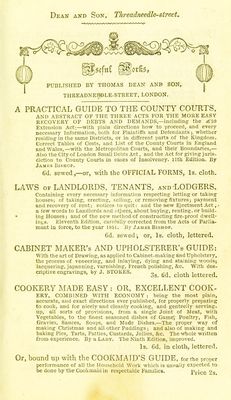 DEAN AND SON, Threadneedle-street.
Useful Works,
PUBLISHED BY THOMAS DEAN AND SON,
THREADNEEDLE-STREET, LONDON.
A PRACTICAL GUIDE TO THE COUNTY COURTS,
AND ABSTRACT OF THE THREE ACTS FOR THE MORE EASY
RECOVERY OF DEBTS AND DEMANDS,—including the £50
Extension Act,—with plain directions how to proceed, and every
necessary Information, both for Plaintiffs and Defendants; whether
residing in the same Districts, or in different parts of the Kingdom,
Correct Tables of Costs, and List of the County Courts in England
and Wales,—with the Metropolitan Courts, and their Boundaries,—
Also the City of London Small Debts Act, and the Act for giving juris-
diction to County Courts in cases of Insolvency. 11th Edition. By
JAMES BISHOP.
6d. sewed,—or, with the OFFICIAL FORMS, 1s. cloth.
LAWS OF LANDLORDS, TENANTS, AND LODGERS,
Containing every necessary information respecting letting or taking
houses; of taking, erecting, selling, or removing fixtures; payment
and recovery of rent; notices to quit; and the new Ejectment Act,
a few words to Landlords and others, about buying, renting, or build-
ing Houses; and of the new method of constructing fire-proof dwell-
ings. Eleventh Edition, carefully corrected from the Acts of Parlia-
ment in force, to the year 1851. By JAMES BISHOP.
6d. sewed; or, 1s. cloth, lettered.
CABINET MAKER'S AND UPHOLSTERER'S GUIDE;
With the art of Drawing, as applied to Cabinet-making and Upholstery,
the process of veneering, and inlaying, dying and staining woods,
lacquering, japanning, varnishing, French polishing, &c. With des-
criptive engravings, by J. STOKES.
3s. 6d. cloth, lettered.
COOKERY MADE EASY: OR, EXCELLENT COOK-
ERY, COMBINED WITH ECONOMY; being the most plain,
accurate, and exact directions ever published, for properly preparing
to cook, and for nicely and cleanly cooking, and genteelly serving-
up, all sorts of provisions, from a single Joint of Meat, with
Vegetables, to the finest seasoned dishes of Game, Poultry, Fish,
Gravies, Sauces, Soups, and Made Dishes.—The proper way of
making Christmas and all other Puddings; and also of making and
baking Pies, Tarts, Patties, Custards, Jellies, &c. The whole written
from experience. By a LADY. The Ninth Edition, improved.
1s. 6d. in cloth, lettered.
Or, bound up with the COOKMAID'S GUIDE, for the proper
performance of all the Household Work which is usually expected to
be done by the Cookmaid in respectable Families. Price 2s.